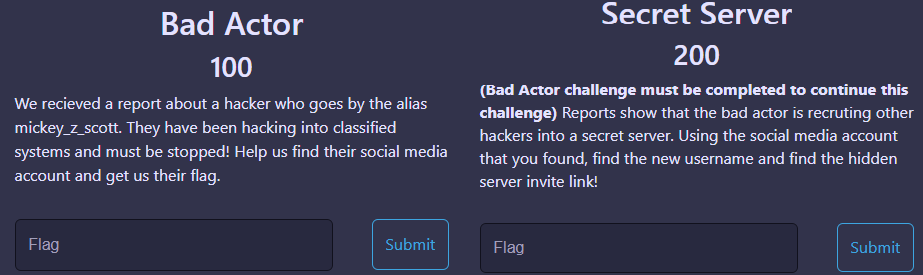 Bad Actor
100
We recieved a report about a hacker who goes by the alias
mickey_z_scott. They have been hacking into classified
systems and must be stopped! Help us find their social media
account and get us their flag.
Flag
Submit
Secret Server
200
(Bad Actor challenge must be completed to continue this
challenge) Reports show that the bad actor is recruting other
hackers into a secret server. Using the social media account
that you found, find the new username and find the hidden
server invite link!
Flag
Submit